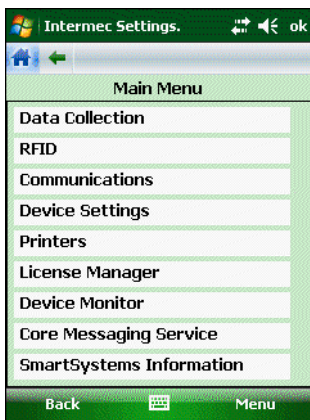 Intermec Settings. ok
Main Menu
Data Collection
RFID
Communications
Device Settings
Printers
License Manager
Device Monitor
Core Messaging Service
SmartSystems Information
Back Menu